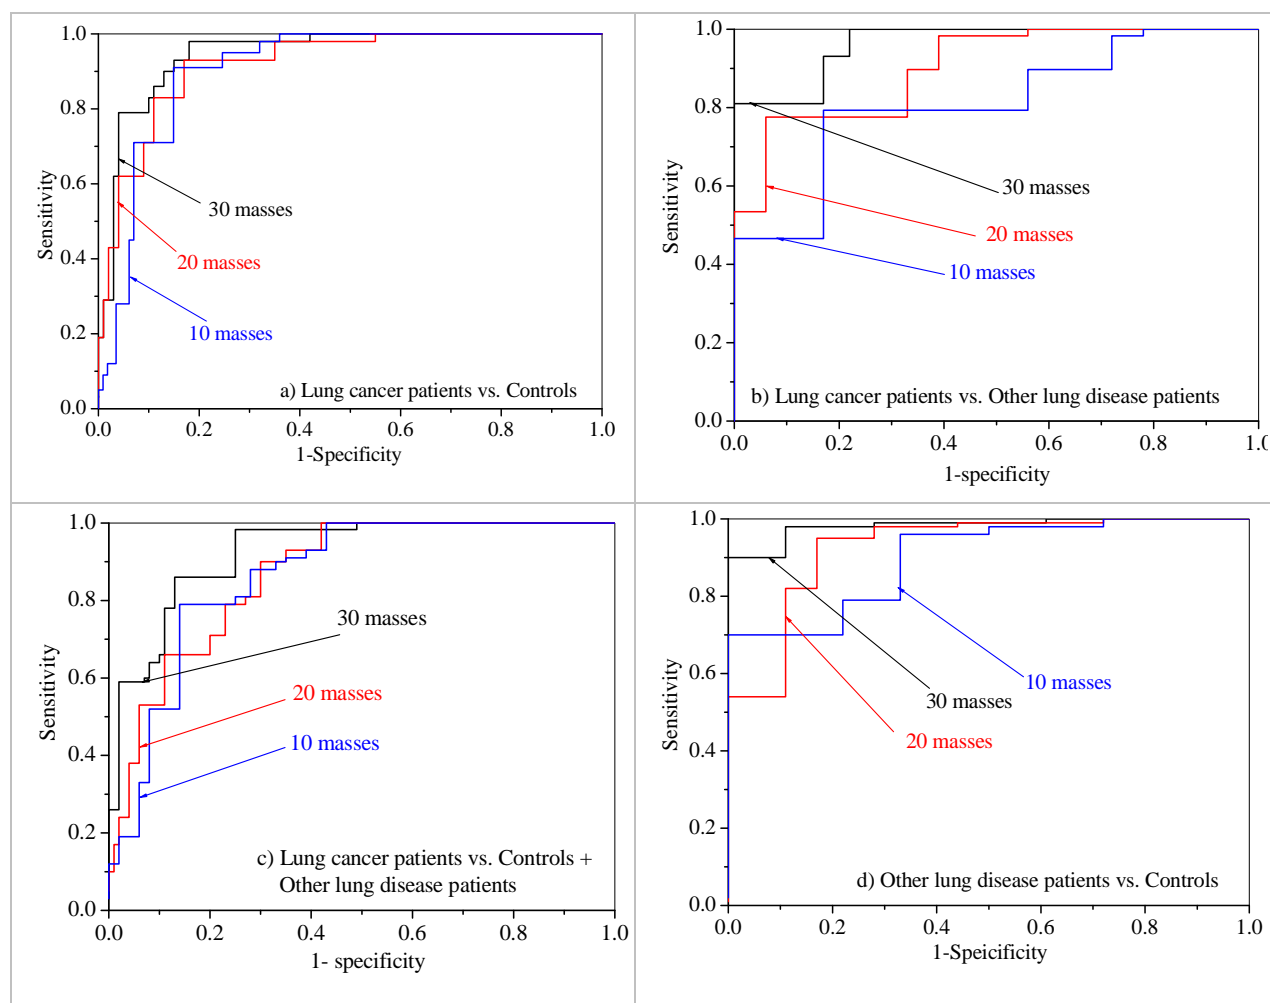 1.0
0.8
0.6
0.4
0.2
0.0
Sensitivity
30 masses
20 masses
10 masses
a) Lung cancer patients vs. Controls
0.0 0.2 0.4 0.6 0.8 1.0
1-Specificity
1.0
0.8
0.6
0.4
0.2
0.0
Sensitivity
30 masses
20 masses
10 masses
b) Lung cancer patients vs. Other lung disease patients
0.0 0.2 0.4 0.6 0.8 1.0
1-specificity
1.0
0.8
0.6
0.4
0.2
0.0
Sensitivity
30 masses
20 masses
10 masses
c) Lung cancer patients vs. Controls +
Other lung disease patients
0.0 0.2 0.4 0.6 0.8 1.0
1- specificity
1.0
0.8
0.6
0.4
0.2
0.0
Sensitivity
10 masses
30 masses
20 masses
d) Other lung disease patients vs. Controls
0.0 0.2 0.4 0.6 0.8 1.0
1-Speicificity